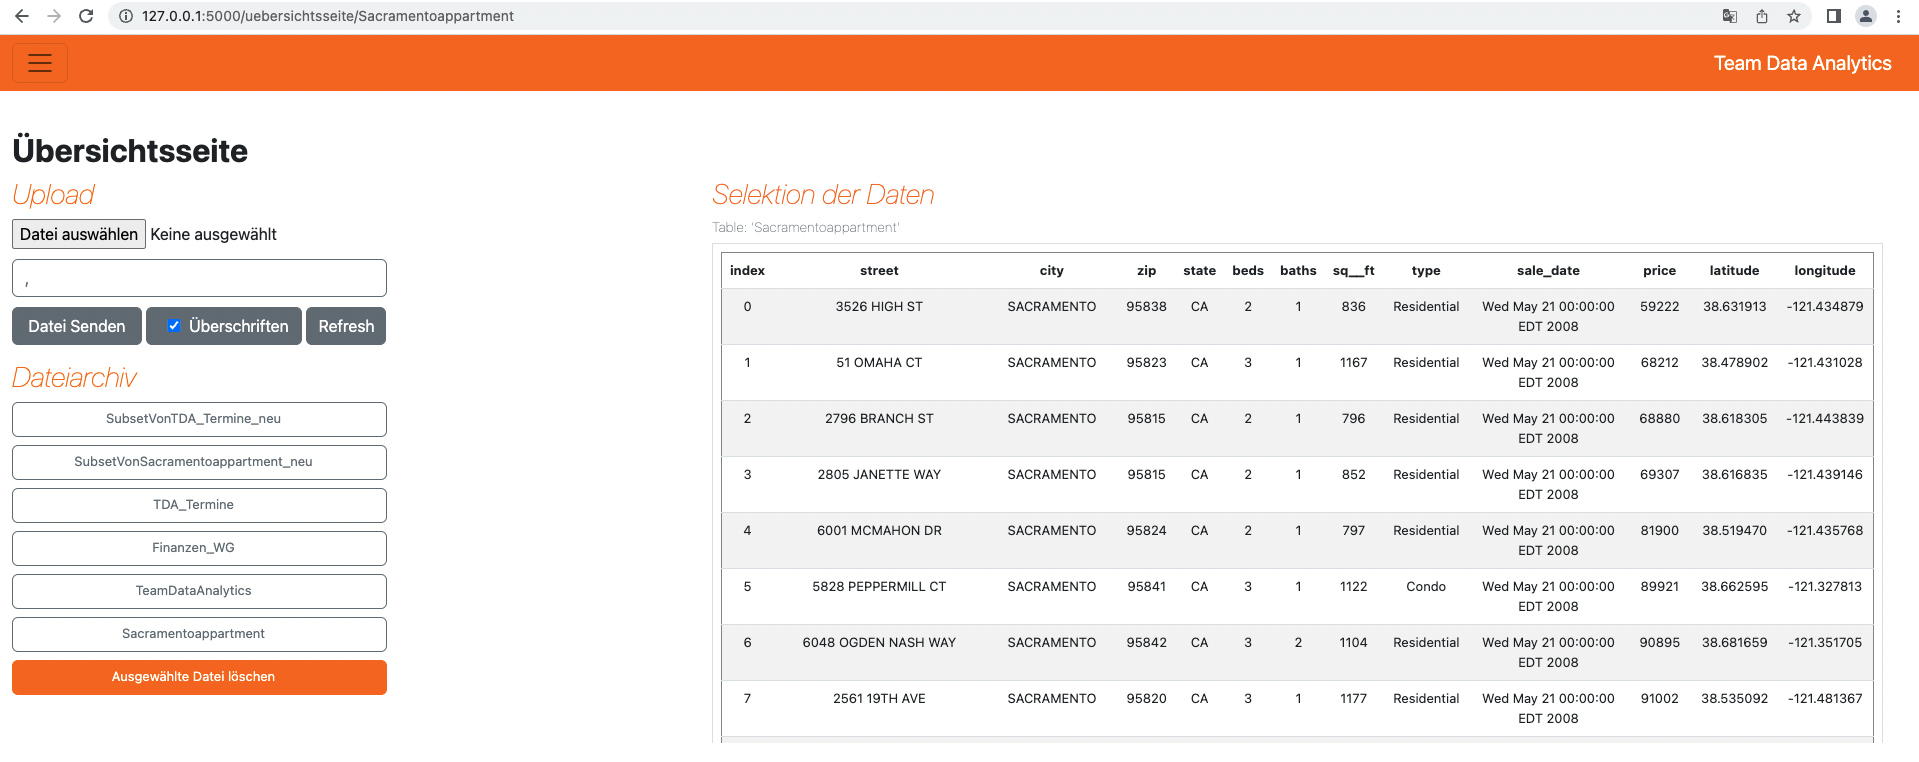 127.0.0.1:5000/uebersichtsseite/Sacramentoappartment
Team Data Analytics
Übersichtsseite
Upload
Datei auswählen Keine ausgewählt
,
Datei Senden Überschriften Refresh
Dateiarchiv
SubsetVonTDA_Termine_neu
SubsetVonSacramentoappartment_neu
TDA_Termine
Finanzen_WG
TeamDataAnalytics
Sacramentoappartment
Ausgewählte Datei löschen
Selektion der Daten
Table: 'Sacramentoappartment'
index street city zip state beds baths sq__ft type sale_date price latitude longitude
0 3526 HIGH ST SACRAMENTO 95838 CA 2 1 836 Residential Wed May 21 00:00:00 59222 38.631913 -121.434879
EDT 2008
1 51 OMAHA CT SACRAMENTO 95823 CA 3 1 1167 Residential Wed May 21 00:00:00 68212 38.478902 -121.431028
EDT 2008
2 2796 BRANCH ST SACRAMENTO 95815 CA 2 1 796 Residential Wed May 21 00:00:00 68880 38.618305 -121.443839
EDT 2008
3 2805 JANETTE WAY SACRAMENTO 95815 CA 2 1 852 Residential Wed May 21 00:00:00 69307 38.616835 -121.439146
EDT 2008
4 6001 MCMAHON DR SACRAMENTO 95824 CA 2 1 797 Residential Wed May 21 00:00:00 81900 38.519470 -121.435768
EDT 2008
5 5828 PEPPERMILL CT SACRAMENTO 95841 CA 3 1 1122 Condo Wed May 21 00:00:00 89921 38.662595 -121.327813
EDT 2008
6 6048 OGDEN NASH WAY SACRAMENTO 95842 CA 3 2 1104 Residential Wed May 21 00:00:00 90895 38.681659 -121.351705
EDT 2008
7 2561 19TH AVE SACRAMENTO 95820 CA 3 1 1177 Residential Wed May 21 00:00:00 91002 38.535092 -121.481367
EDT 2008